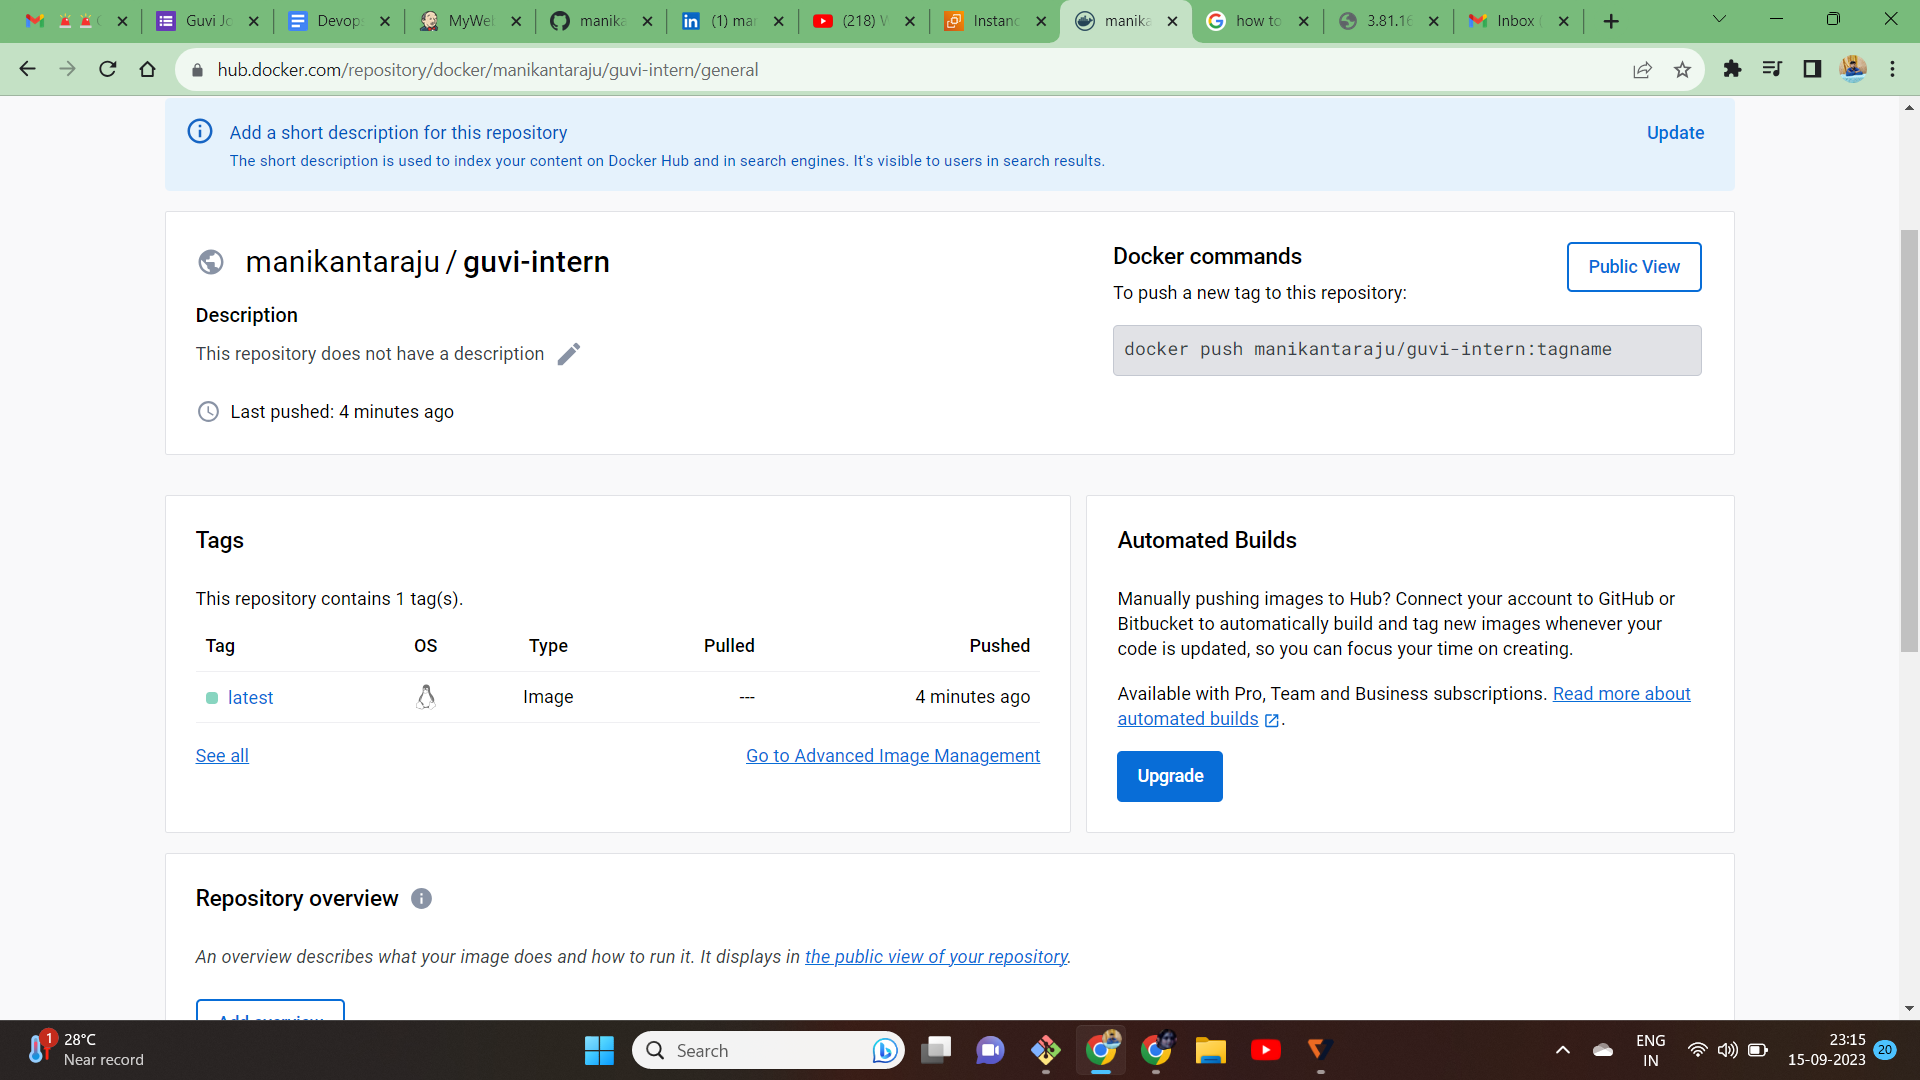 Guvi Jo
Devops
MyWeb
manika
(1) mar
(218) W
Instanc
manika
how to
3.81.16
Inbox (
hub.docker.com/repository/docker/manikantaraju/guvi-intern/general
Add a short description for this repository
Update
The short description is used to index your content on Docker Hub and in search engines. It's visible to users in search results.
manikantaraju / guvi-intern
Description
This repository does not have a description
Last pushed: 4 minutes ago
Docker commands
Public View
To push a new tag to this repository:
docker push manikantaraju/guvi-intern:tagname
Tags
This repository contains 1 tag(s).
Tag OS Type Pulled Pushed
latest Image --- 4 minutes ago
See all
Go to Advanced Image Management
Automated Builds
Manually pushing images to Hub? Connect your account to GitHub or
Bitbucket to automatically build and tag new images whenever your
code is updated, so you can focus your time on creating.
Available with Pro, Team and Business subscriptions. Read more about
automated builds .
Upgrade
Repository overview
An overview describes what your image does and how to run it. It displays in the public view of your repository.
Add overview
1
28°C
Near record
Search
ENG
IN
23:15
15-09-2023
20